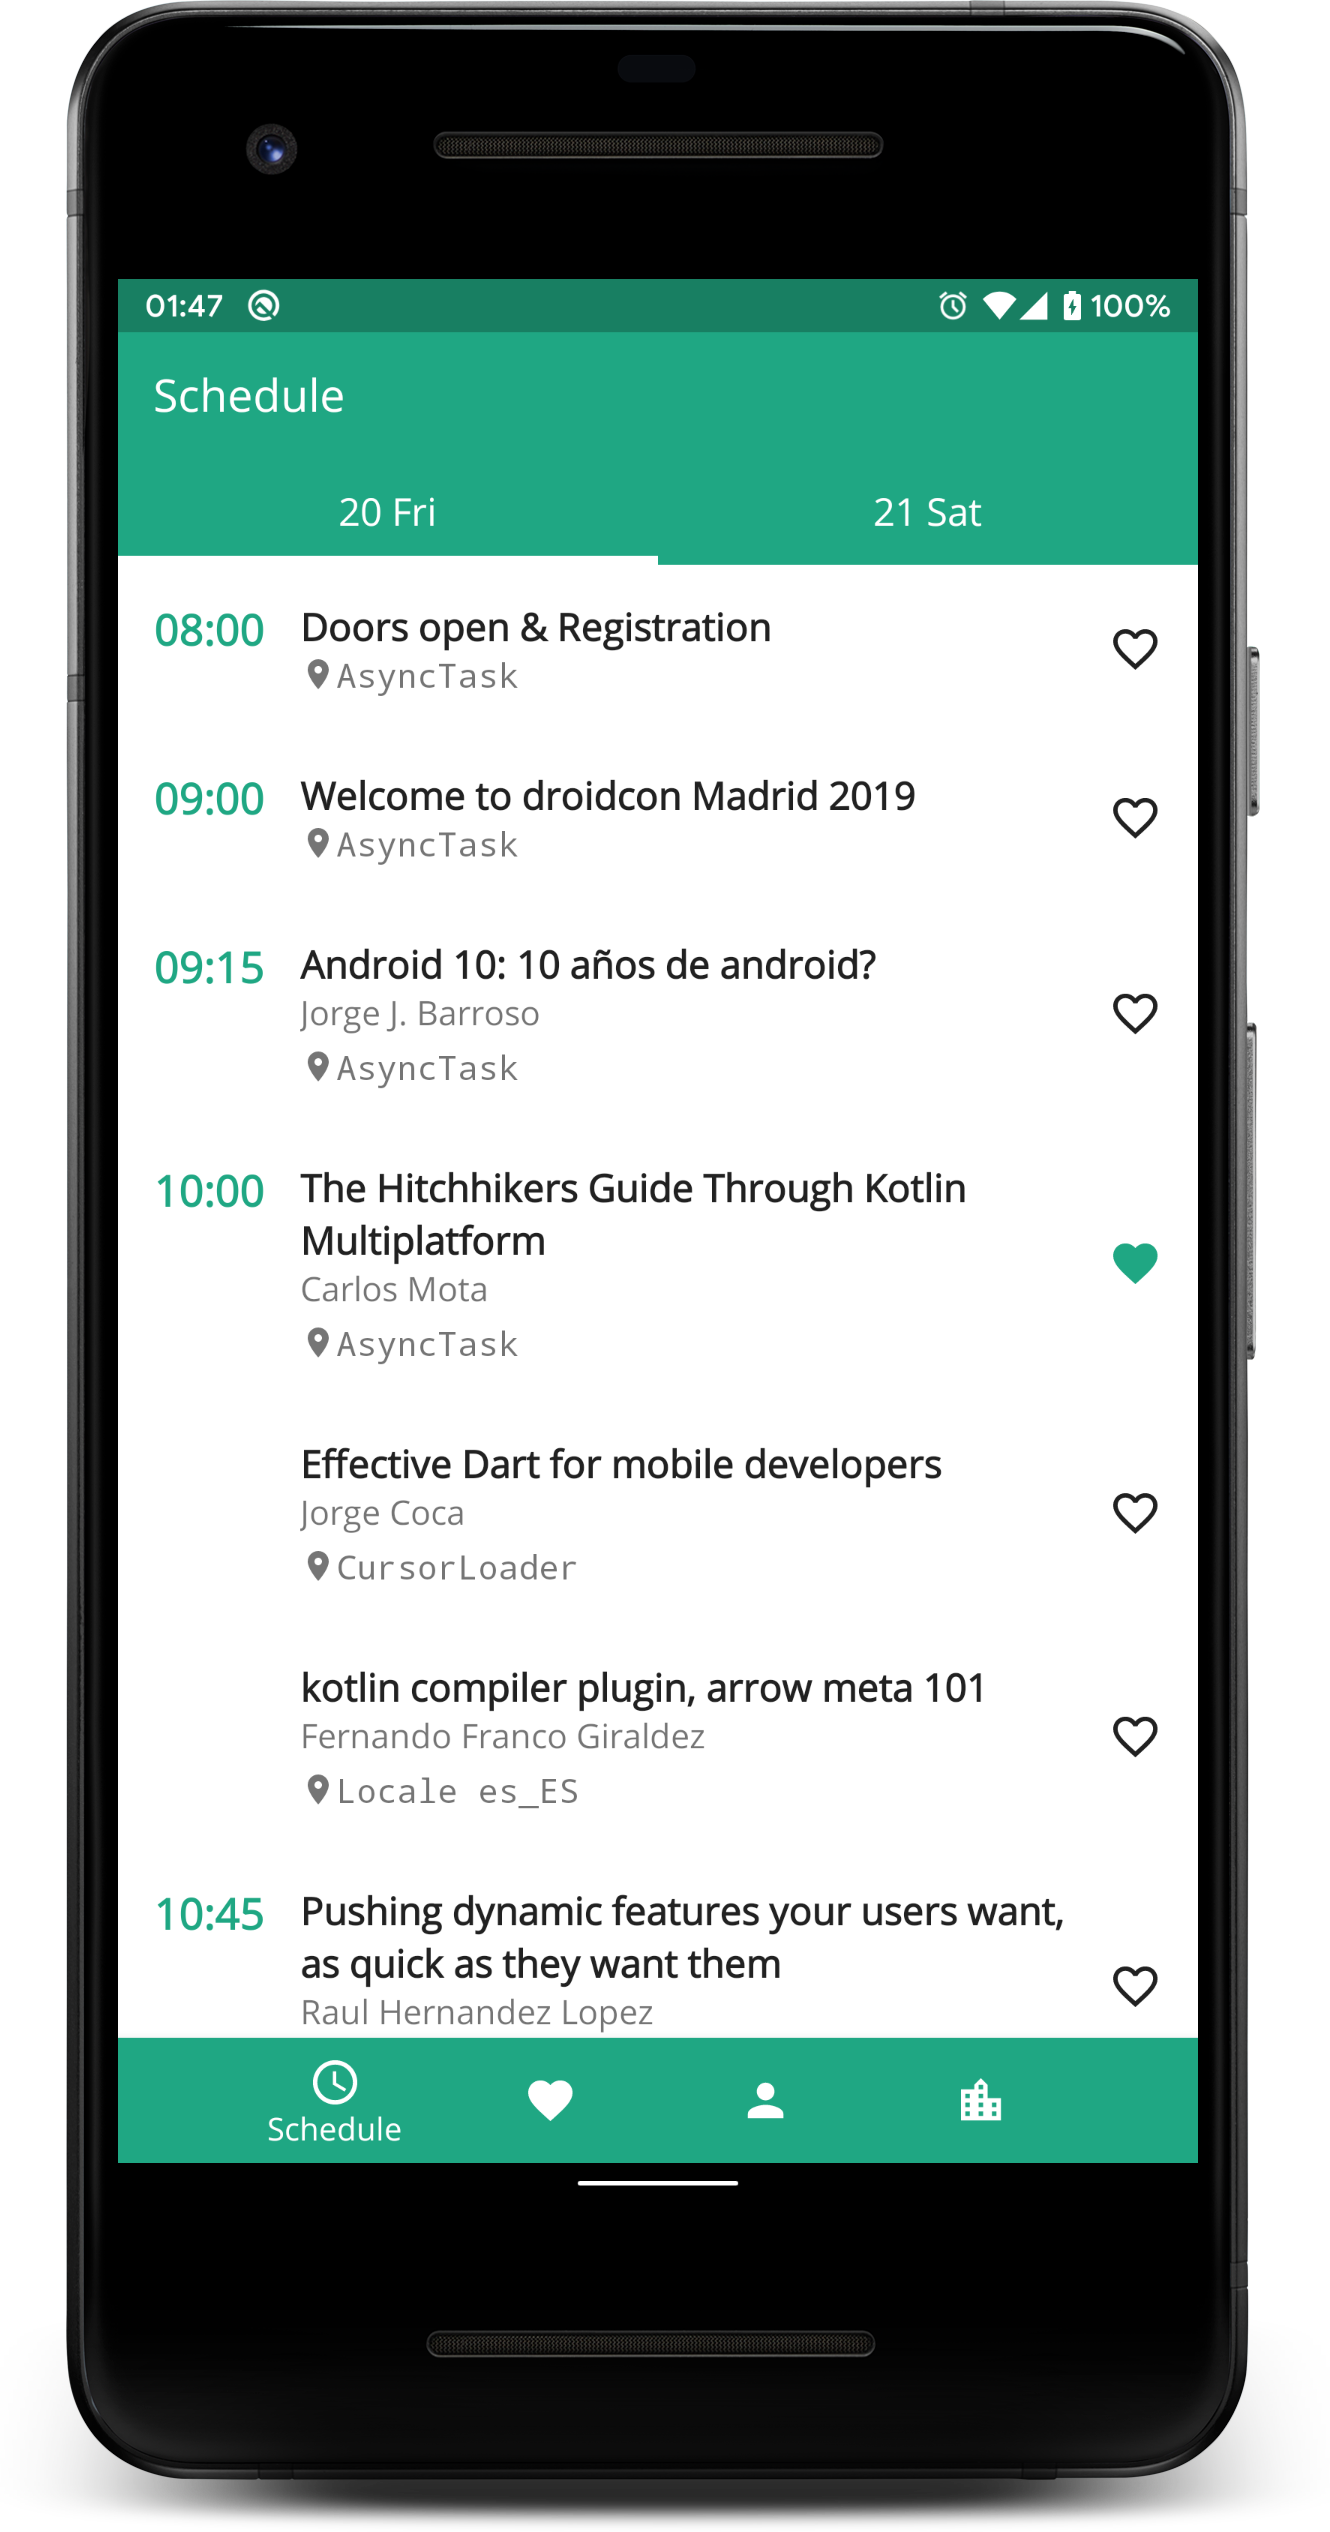 01:47 100%
Schedule
20 Fri 21 Sat
08:00 Doors open & Registration
AsyncTask
09:00 Welcome to droidcon Madrid 2019
AsyncTask
09:15 Android 10: 10 años de android?
Jorge J. Barroso
AsyncTask
10:00 The Hitchhikers Guide Through Kotlin
Multiplatform
Carlos Mota
AsyncTask
Effective Dart for mobile developers
Jorge Coca
CursorLoader
kotlin compiler plugin, arrow meta 101
Fernando Franco Giraldez
Locale es_ES
10:45 Pushing dynamic features your users want,
as quick as they want them
Raul Hernandez Lopez
Schedule